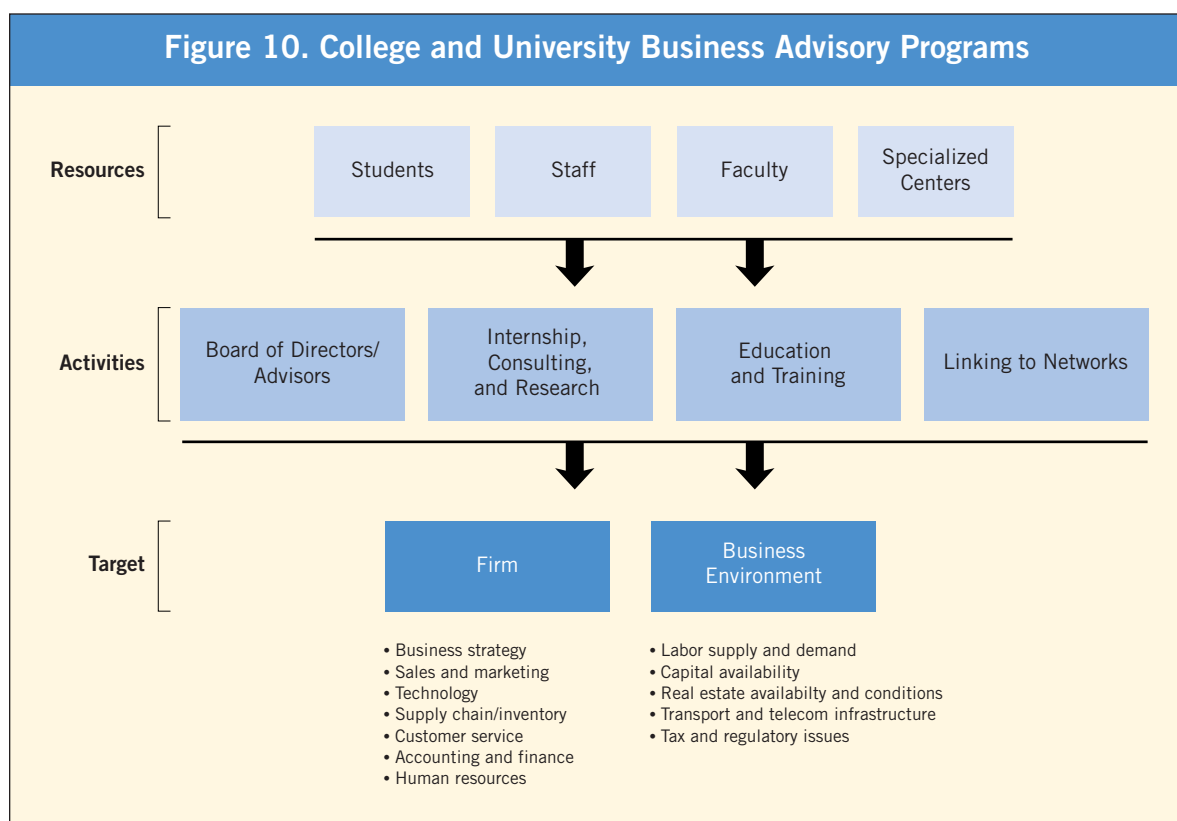 Figure 10. College and University Business Advisory Programs
Resources
Students
Staff
Faculty
Specialized
Centers
Activities
Board of Directors/
Advisors
Internship,
Consulting,
and Research
Education
and Training
Linking to Networks
Target
Firm
Business
Environment
• Business strategy
• Sales and marketing
• Technology
• Supply chain/inventory
• Customer service
• Accounting and finance
• Human resources
• Labor supply and demand
• Capital availability
• Real estate availabilty and conditions
• Transport and telecom infrastructure
• Tax and regulatory issues